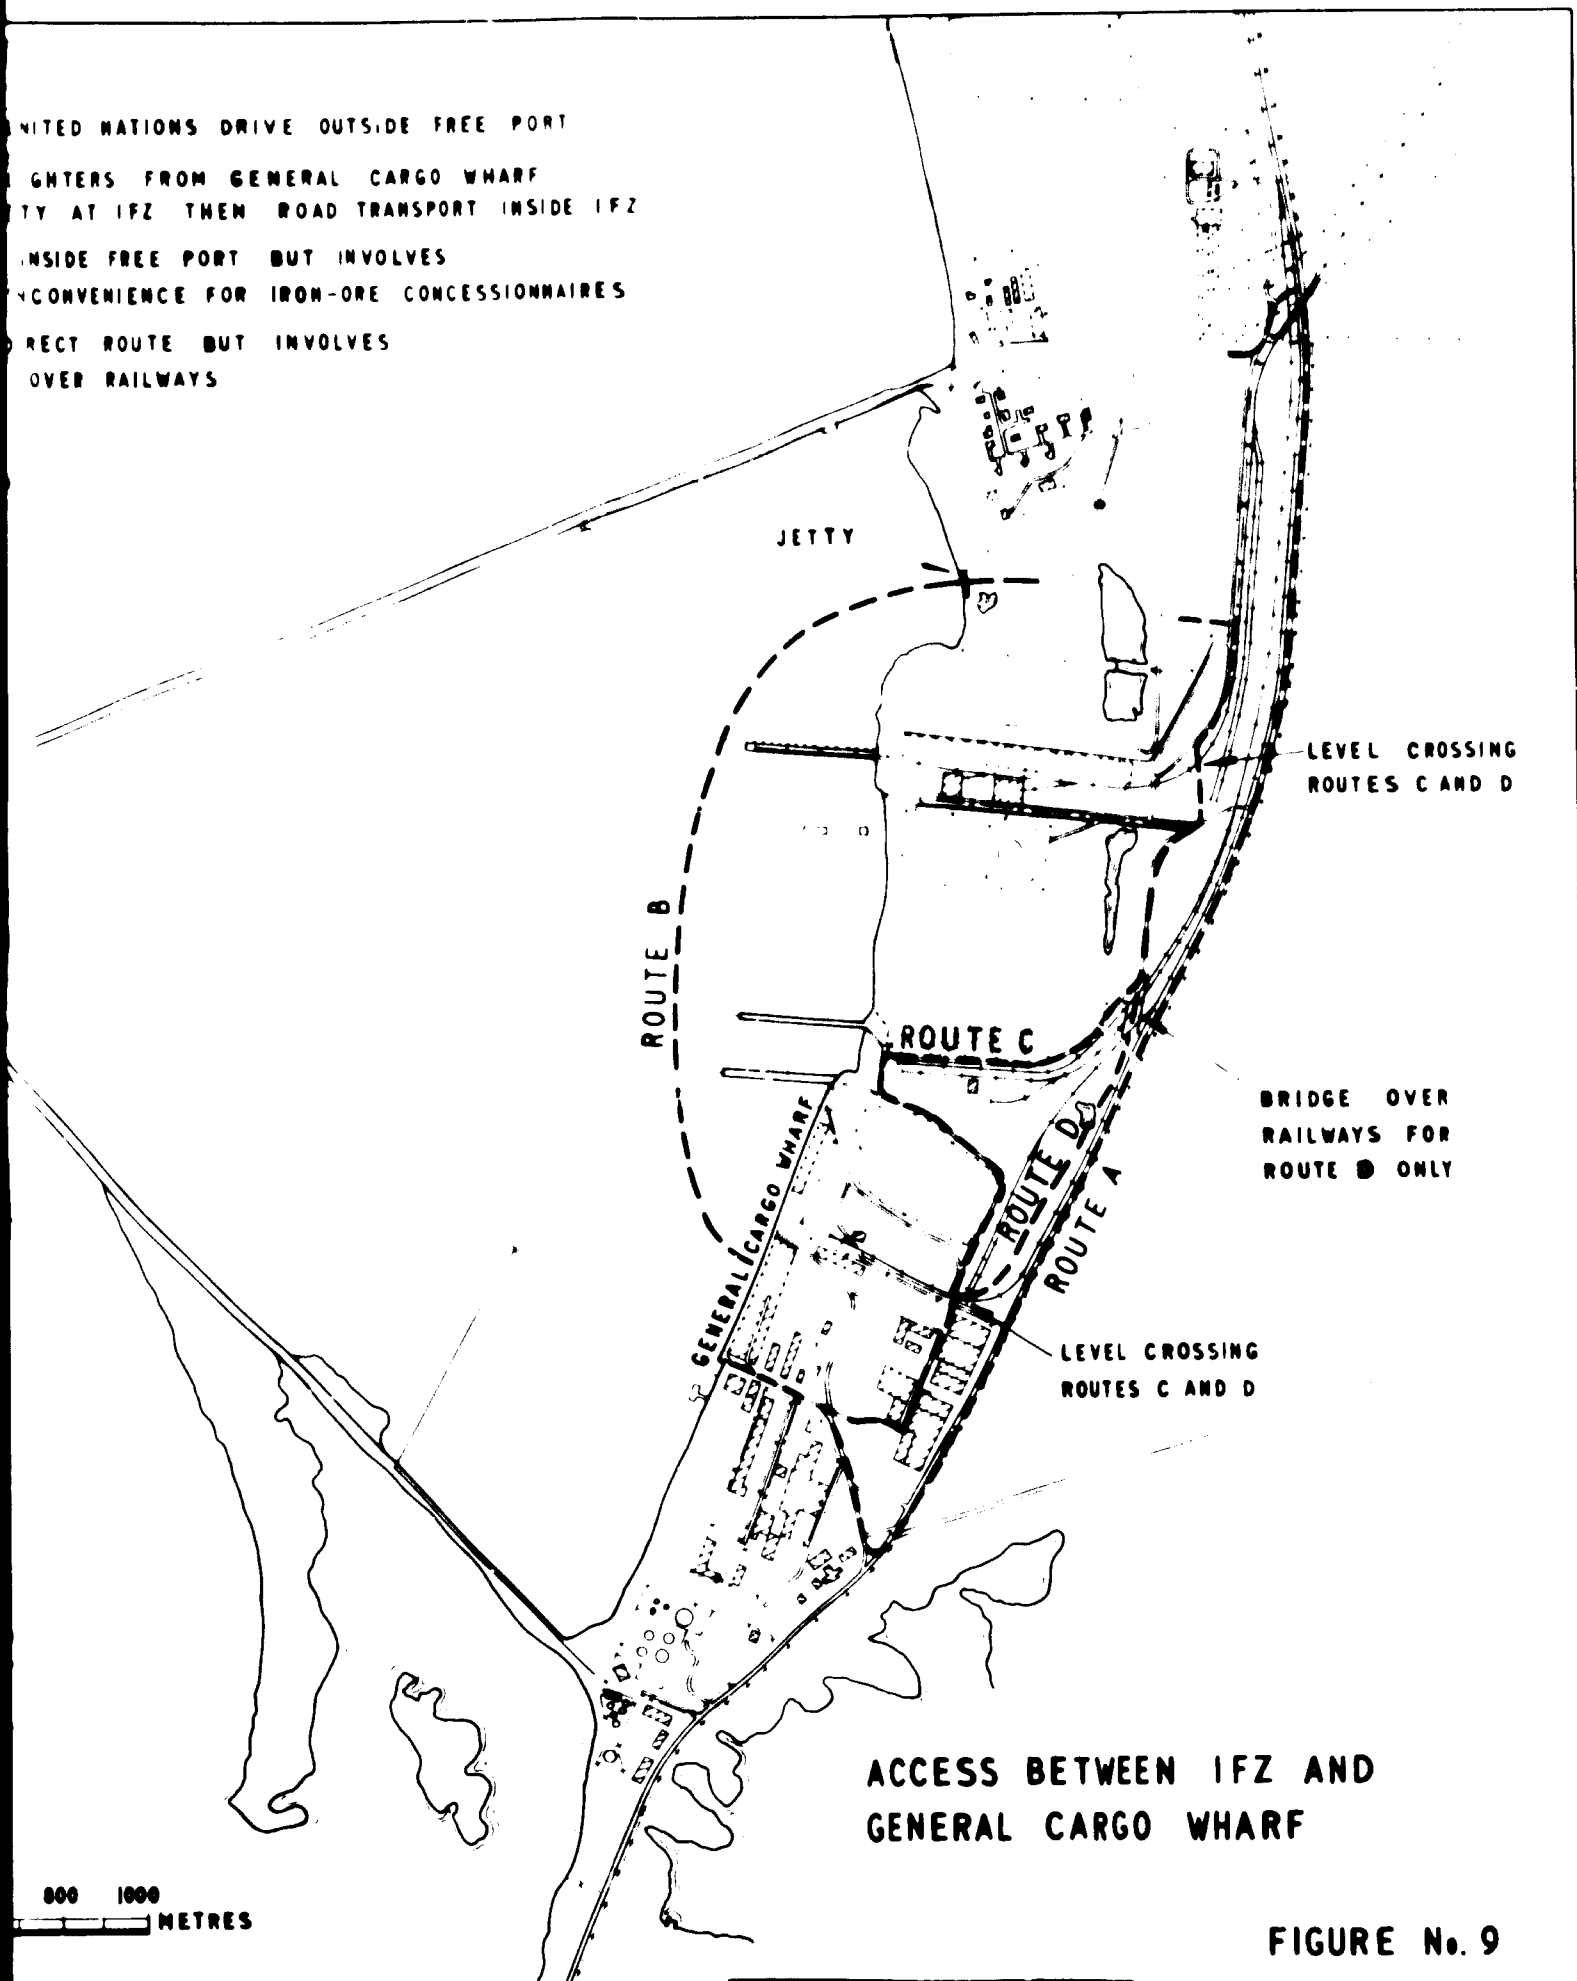 NITED NATIONS DRIVE OUTSIDE FREE PORT
GHTERS FROM GENERAL CARGO WHARF
TY AT IFZ THEN ROAD TRANSPORT INSIDE IFZ
INSIDE FREE PORT BUT INVOLVES
NCONVENIENCE FOR IRON-ORE CONCESSIONNAIRES
RECT ROUTE BUT INVOLVES
OVER RAILWAYS
JETTY
LEVEL CROSSING
ROUTES C AND D
ROUTE B
ROUTE C
BRIDGE OVER
RAILWAYS FOR
ROUTE D ONLY
GENERAL CARGO WHARF
ROUTE D
ROUTE A
LEVEL CROSSING
ROUTES C AND D
ACCESS BETWEEN IFZ AND
GENERAL CARGO WHARF
800 1000
METRES
FIGURE No. 9